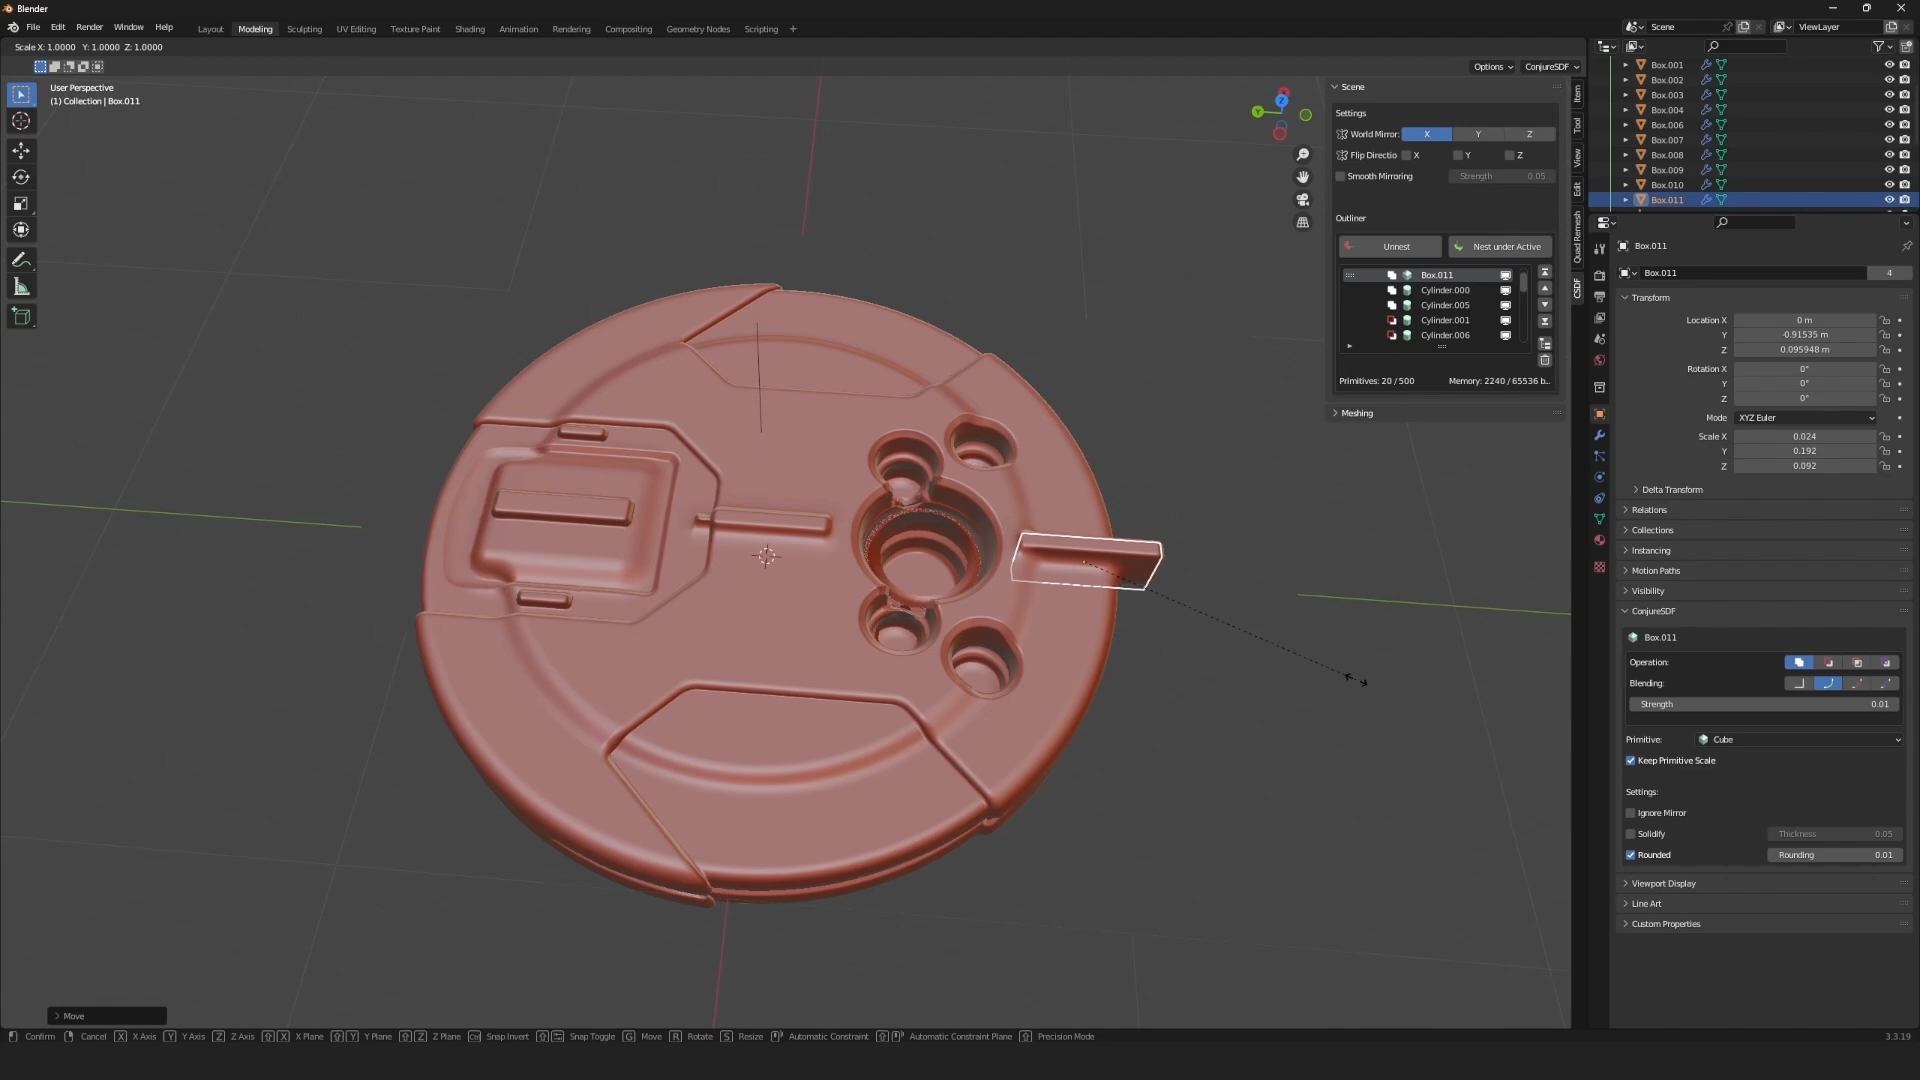 Blender
File Edit Render Window Help Layout Modeling Sculpting UV Editing Texture Paint Shading Animation Rendering Compositing Geometry Nodes Scripting + Scene ViewLayer
Scale X: 1.0000 Y: 1.0000 Z: 1.0000
Options ConjureSDF
User Perspective
(1) Collection | Box.011
Z
Y
Scene
Settings
World Mirror: X Y Z
Flip Directio X Y Z
Smooth Mirroring Strength 0.05
Outliner
Unnest Nest under Active
Box.011
Cylinder.000
Cylinder.005
Cylinder.001
Cylinder.006
Primitives: 20 / 500 Memory: 2240 / 65536 b...
Meshing
Item
Tool
View
Edit
Quad Remesh
CSDF
Box.001
Box.002
Box.003
Box.004
Box.006
Box.007
Box.008
Box.009
Box.010
Box.011
Box.011
Box.011 4
Transform
Location X 0 m
Y -0.91535 m
Z 0.095948 m
Rotation X 0°
Y 0°
Z 0°
Mode XYZ Euler
Scale X 0.024
Y 0.192
Z 0.092
Delta Transform
Relations
Collections
Instancing
Motion Paths
Visibility
ConjureSDF
Box.011
Operation:
Blending:
Strength 0.01
Primitive: Cube
Keep Primitive Scale
Settings:
Ignore Mirror
Solidify Thickness 0.05
Rounded Rounding 0.01
Viewport Display
Line Art
Custom Properties
Move
Confirm Cancel X X Axis Y Y Axis Z Z Axis X X Plane Y Y Plane Z Z Plane Ctrl Snap Invert Snap Toggle G Move R Rotate S Resize Automatic Constraint Automatic Constraint Plane Precision Mode 3.3.19